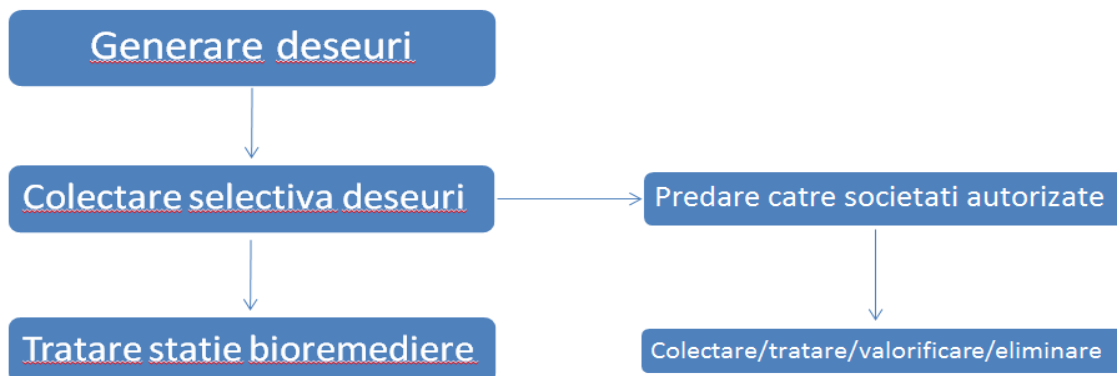 Generare deseuri
Colectare selectiva deseuri
Predare catre societati autorizate
Tratare statie bioremediere
Colectare/tratare/valorificare/eliminare